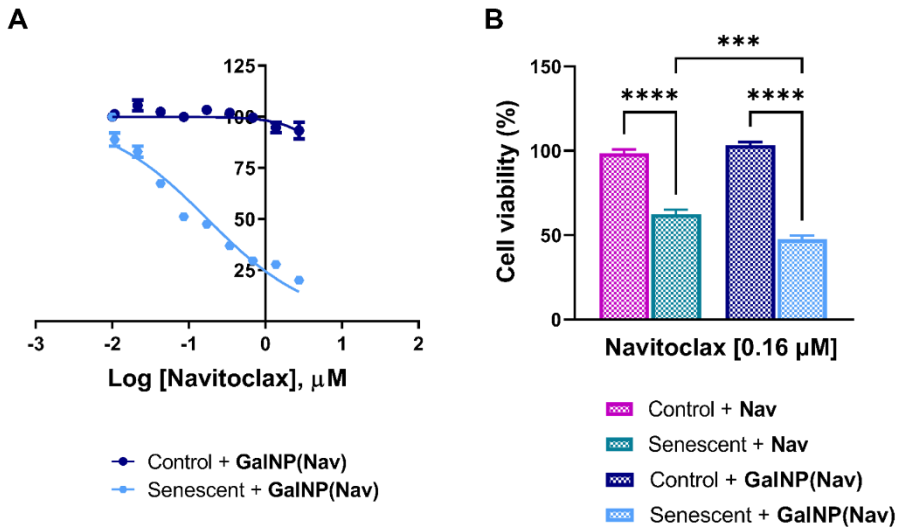 A
125
100
75
50
25
-3
-2
-1
0
1
2
Log [Navitoclax], μM
Control + GalNP(Nav)
Senescent + GalNP(Nav)
B
Cell viability (%)
150
100
50
0
***
****
****
Navitoclax [0.16 μM]
Control + Nav
Senescent + Nav
Control + GalNP(Nav)
Senescent + GalNP(Nav)